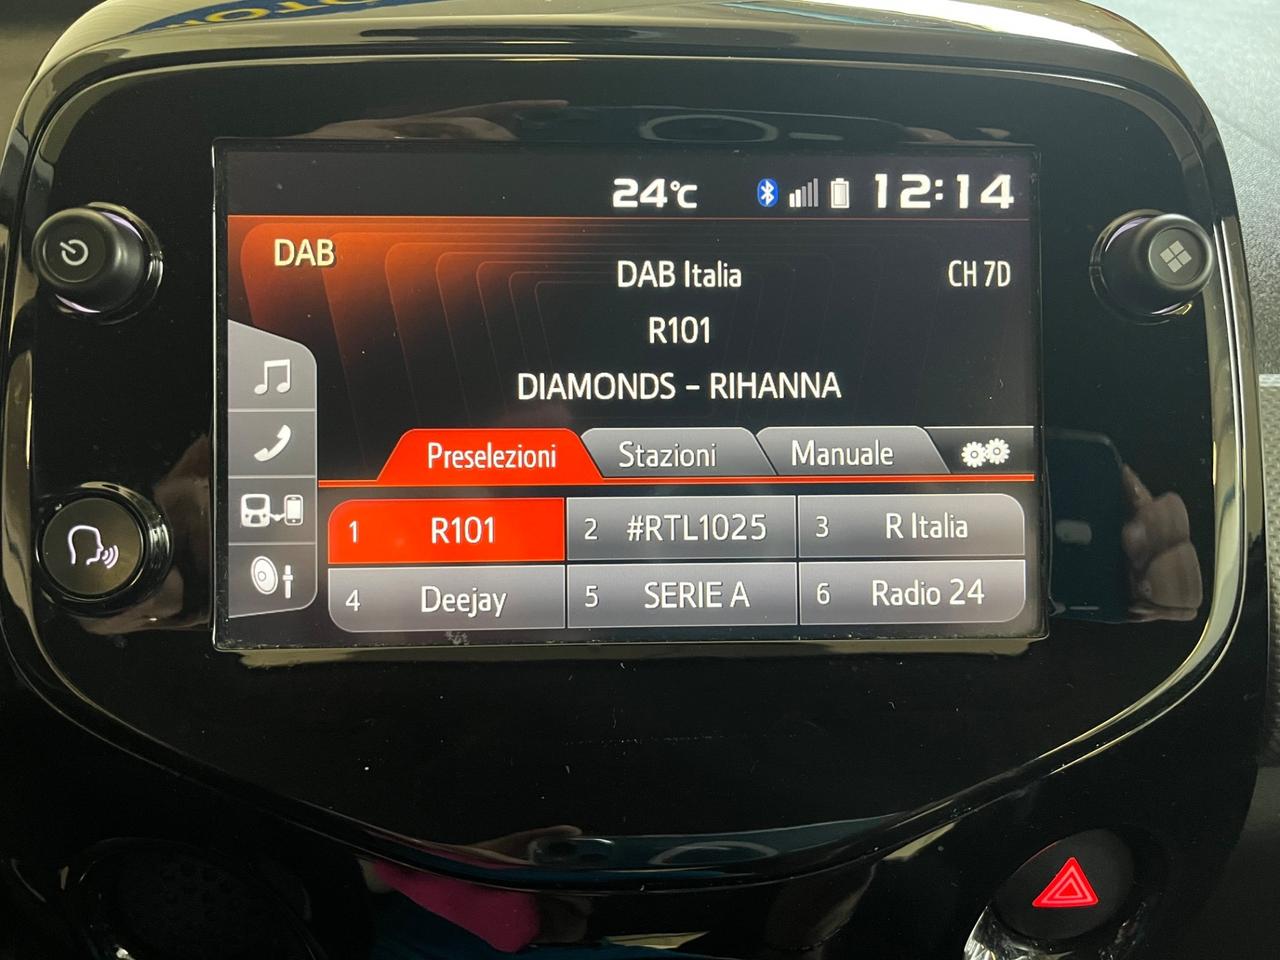 24°C 12:14
DAB
DAB Italia CH 7D
R101
DIAMONDS - RIHANNA
Preselezioni Stazioni Manuale
1 R101 2 #RTL1025 3 R Italia
4 Deejay 5 SERIE A 6 Radio 24